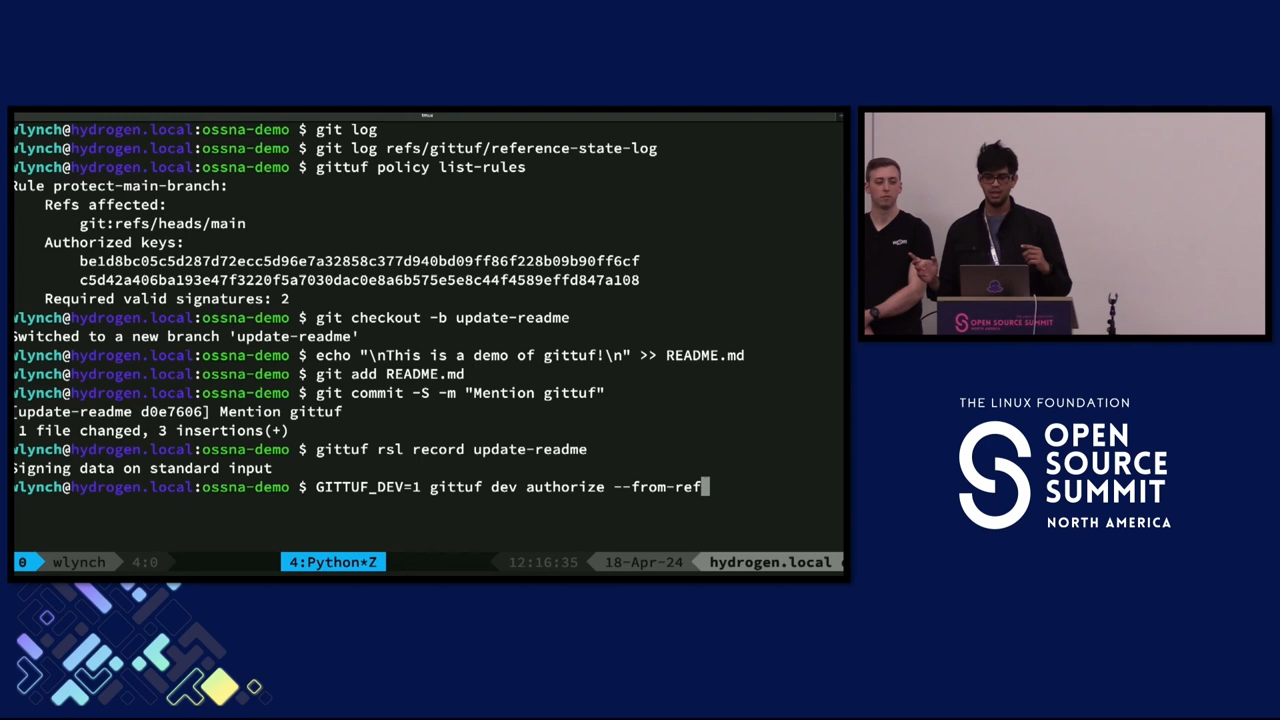 tmux
wlynch@hydrogen.local:ossna-demo $ git log
wlynch@hydrogen.local:ossna-demo $ git log refs/gittuf/reference-state-log
wlynch@hydrogen.local:ossna-demo $ gittuf policy list-rules
Rule protect-main-branch:
Refs affected:
git:refs/heads/main
Authorized keys:
be1d8bc05c5d287d72ecc5d96e7a32858c377d940bd09ff86f228b09b90ff6cf
c5d42a406ba193e47f3220f5a7030dac0e8a6b575e5e8c44f4589effd847a108
Required valid signatures: 2
wlynch@hydrogen.local:ossna-demo $ git checkout -b update-readme
Switched to a new branch 'update-readme'
wlynch@hydrogen.local:ossna-demo $ echo "\nThis is a demo of gittuf!\n" >> README.md
wlynch@hydrogen.local:ossna-demo $ git add README.md
wlynch@hydrogen.local:ossna-demo $ git commit -S -m "Mention gittuf"
[update-readme d0e7606] Mention gittuf
1 file changed, 3 insertions(+)
wlynch@hydrogen.local:ossna-demo $ gittuf rsl record update-readme
Signing data on standard input
wlynch@hydrogen.local:ossna-demo $ GITTUF_DEV=1 gittuf dev authorize --from-ref
0 wlynch 4:0 4:Python*Z 12:16:35 18-Apr-24 hydrogen.local
OPEN SOURCE SUMMIT
NORTH AMERICA
THE LINUX FOUNDATION
OPEN
SOURCE
SUMMIT
NORTH AMERICA